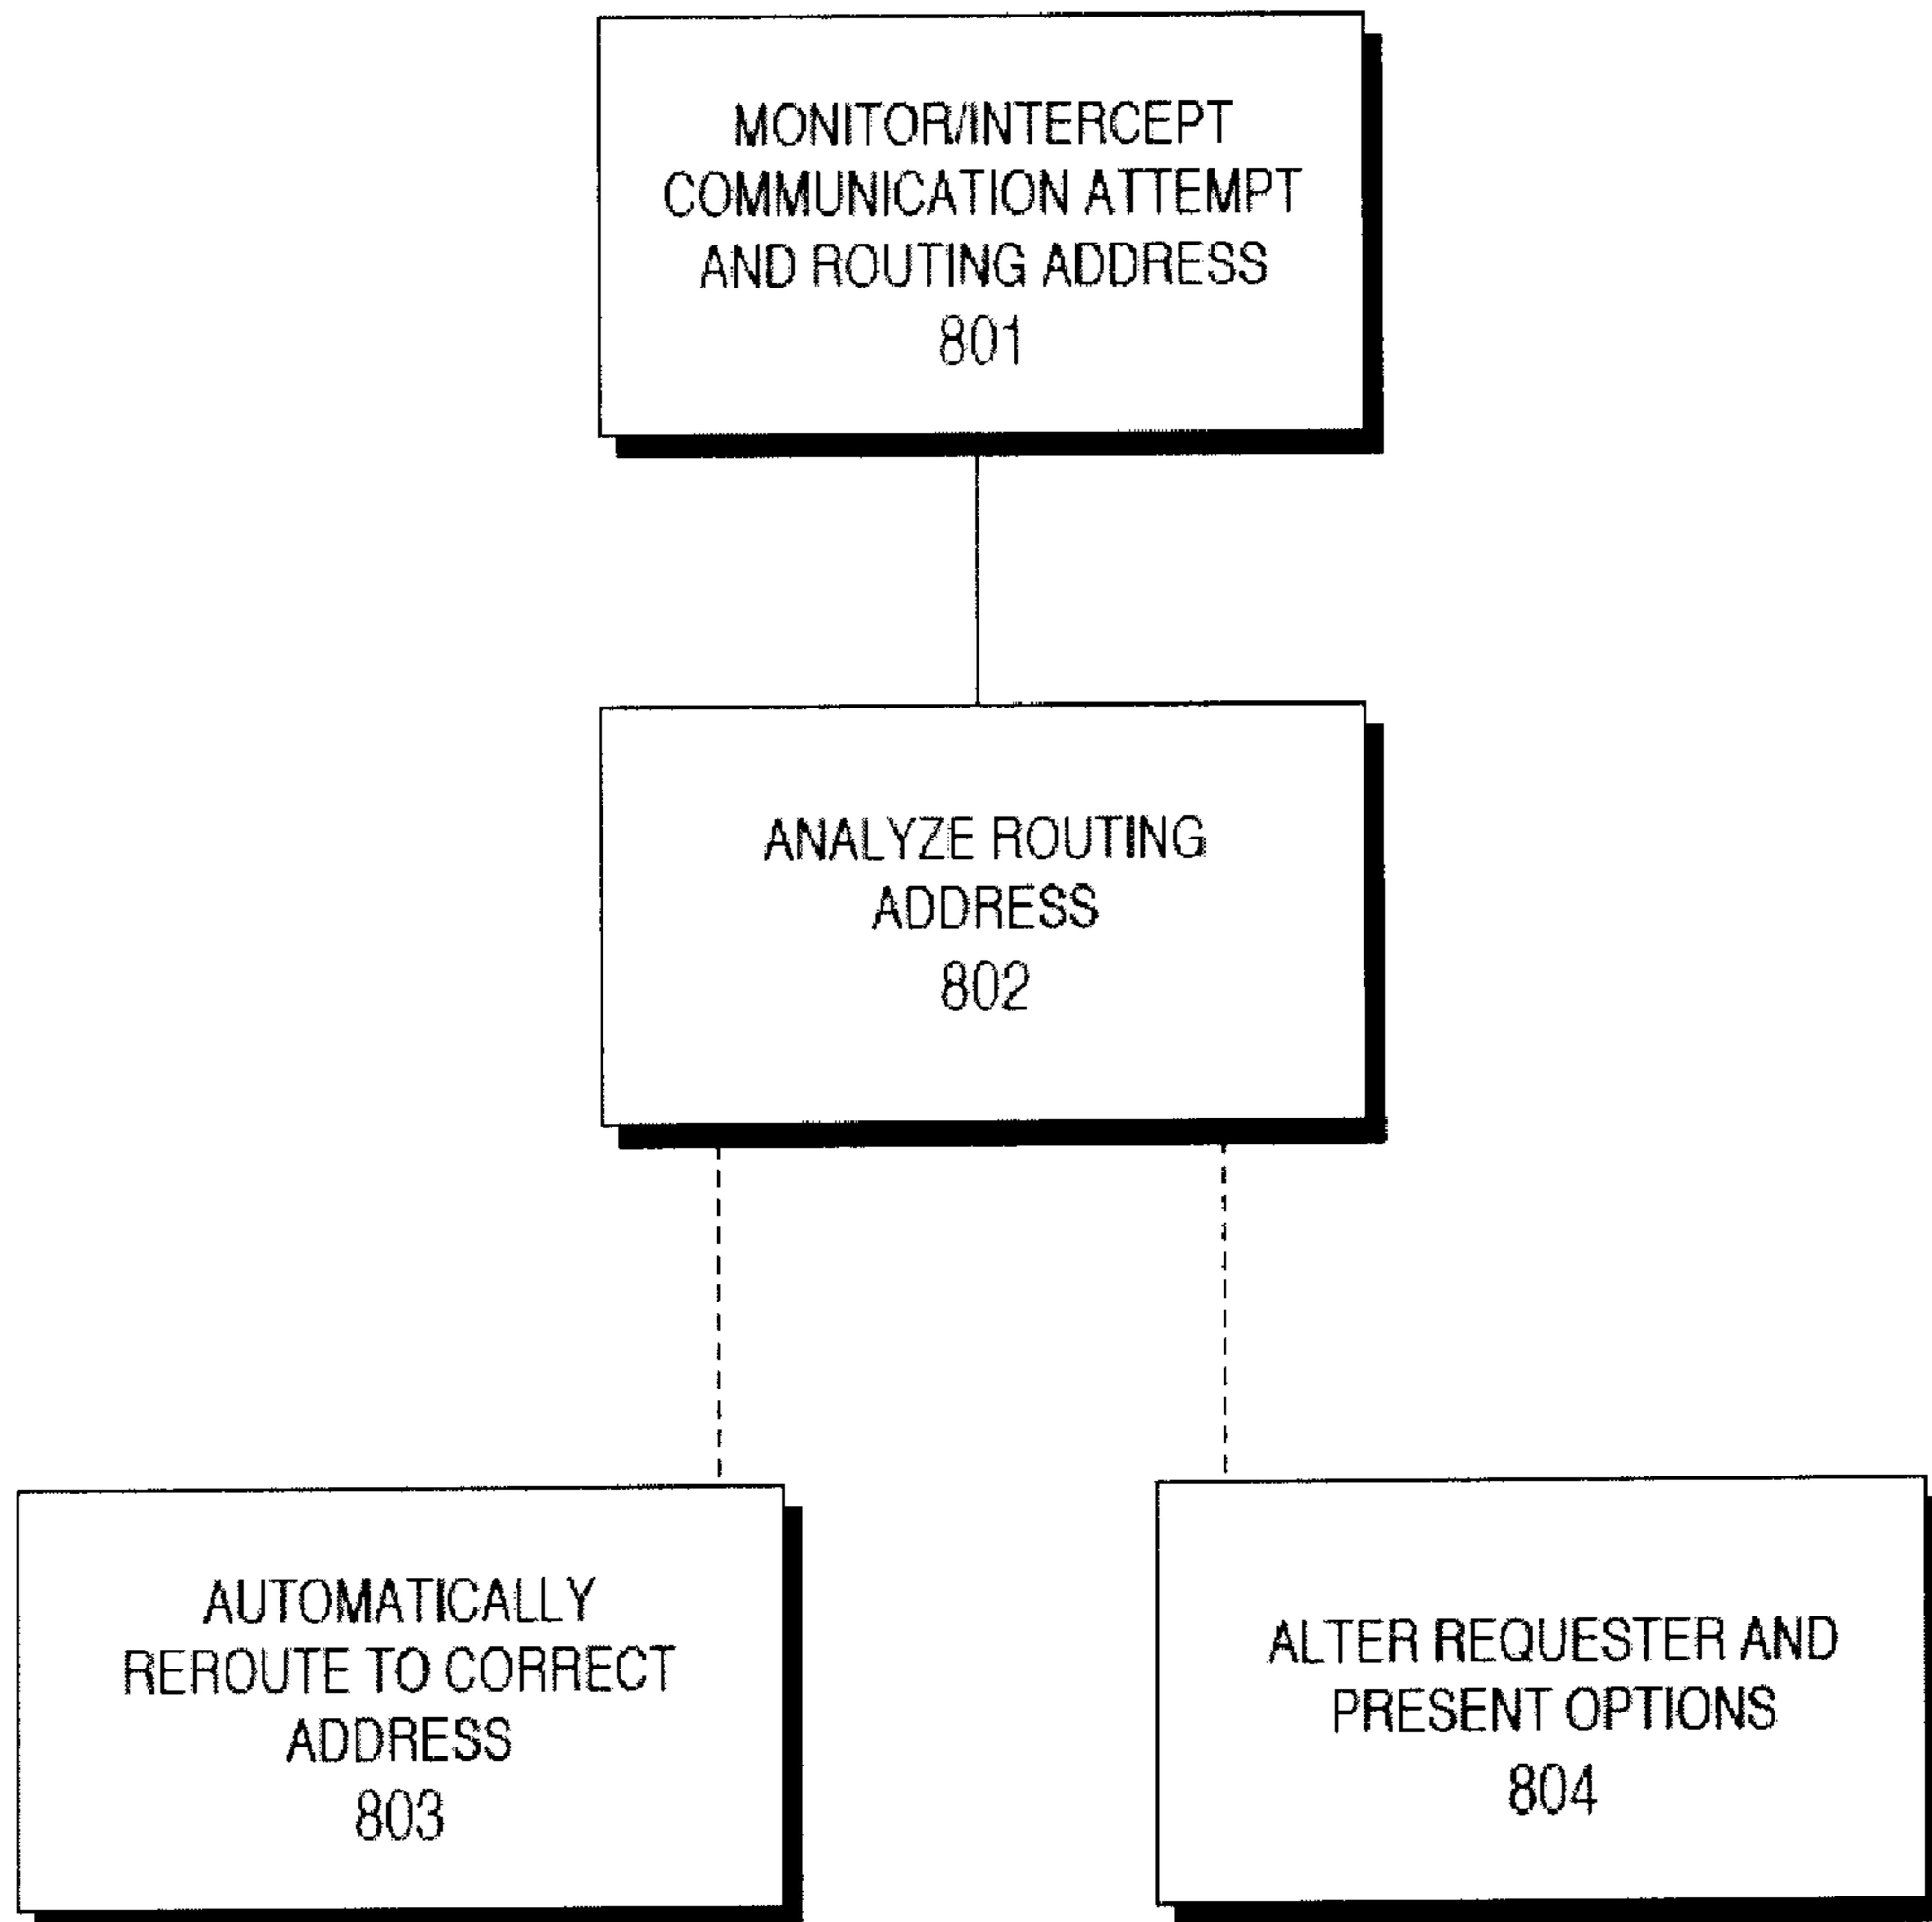 MONITOR/INTERCEPT
COMMUNICATION ATTEMPT
AND ROUTING ADDRESS
801
ANALYZE ROUTING
ADDRESS
802
AUTOMATICALLY
REROUTE TO CORRECT
ADDRESS
803
ALTER REQUESTER AND
PRESENT OPTIONS
804